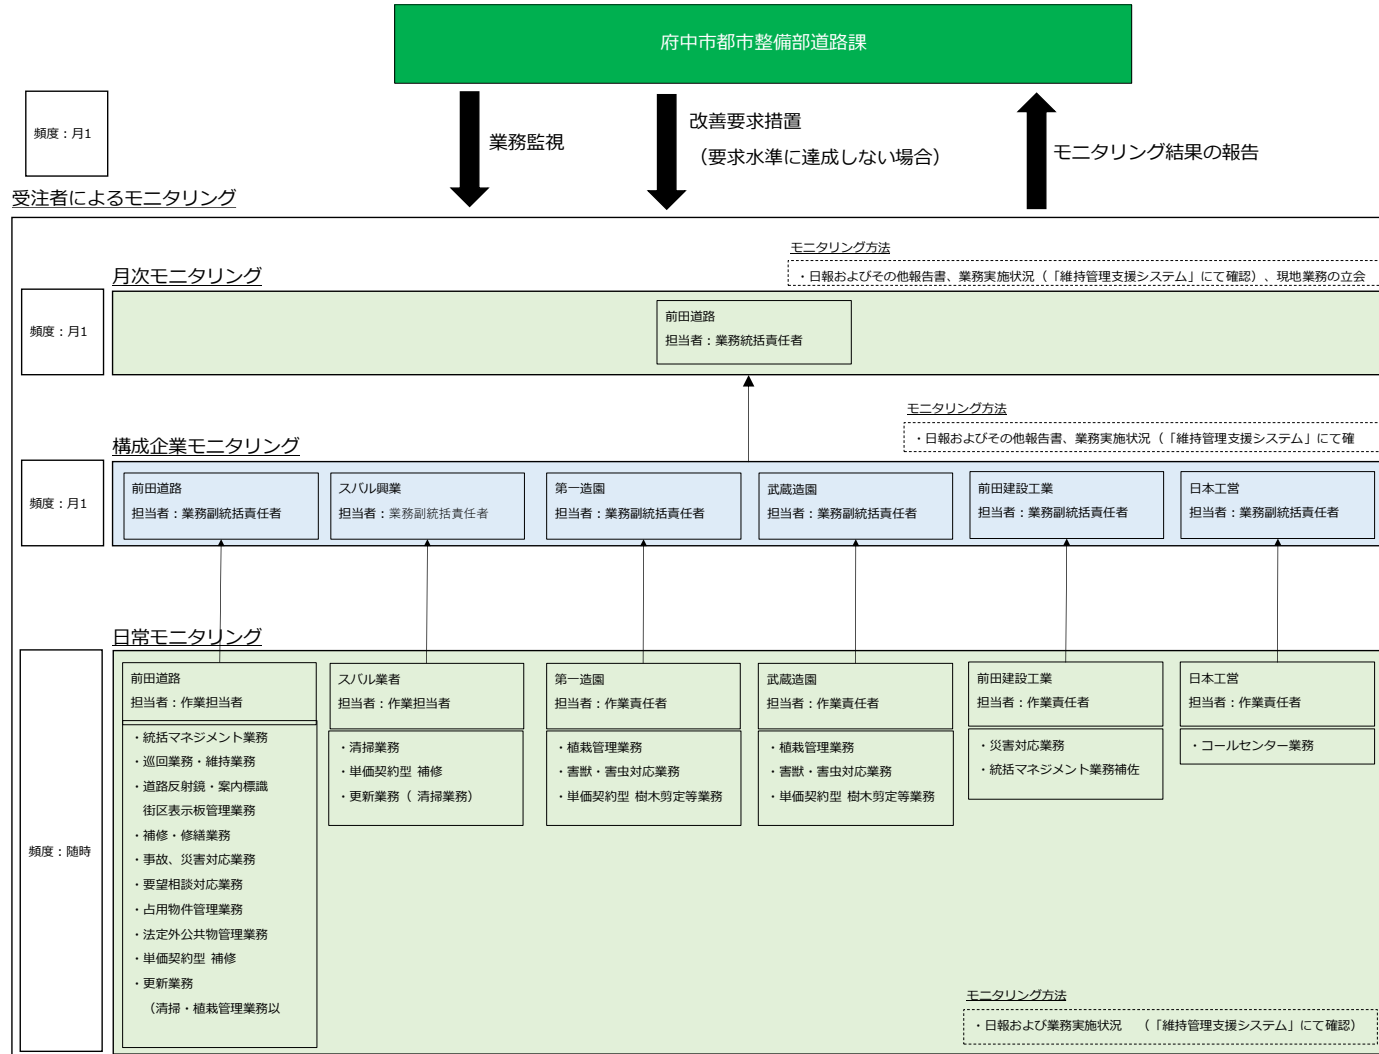 府中市都市整備部道路課
頻度：月1
業務監視
改善要求措置
（要求水準に達成しない場合）
モニタリング結果の報告
受注者によるモニタリング
モニタリング方法
・日報およびその他報告書、業務実施状況（「維持管理支援システム」にて確認）、現地業務の立会
月次モニタリング
頻度：月1
前田道路
担当者：業務統括責任者
モニタリング方法
・日報およびその他報告書、業務実施状況（「維持管理支援システム」にて確
構成企業モニタリング
頻度：月1
前田道路
担当者：業務副統括責任者
スバル興業
担当者：業務副統括責任者
第一造園
担当者：業務副統括責任者
武蔵造園
担当者：業務副統括責任者
前田建設工業
担当者：業務副統括責任者
日本工営
担当者：業務副統括責任者
日常モニタリング
頻度：随時
前田道路
担当者：作業担当者
・統括マネジメント業務
・巡回業務・維持業務
・道路反射鏡・案内標識
街区表示板管理業務
・補修・修繕業務
・事故、災害対応業務
・要望相談対応業務
・占用物件管理業務
・法定外公共物管理業務
・単価契約型 補修
・更新業務
（清掃・植栽管理業務以
スバル業者
担当者：作業担当者
・清掃業務
・単価契約型 補修
・更新業務（ 清掃業務）
第一造園
担当者：作業責任者
・植栽管理業務
・害獣・害虫対応業務
・単価契約型 樹木剪定等業務
武蔵造園
担当者：作業責任者
・植栽管理業務
・害獣・害虫対応業務
・単価契約型 樹木剪定等業務
前田建設工業
担当者：作業責任者
・災害対応業務
・統括マネジメント業務補佐
日本工営
担当者：作業責任者
・コールセンター業務
モニタリング方法
・日報および業務実施状況　（「維持管理支援システム」にて確認）